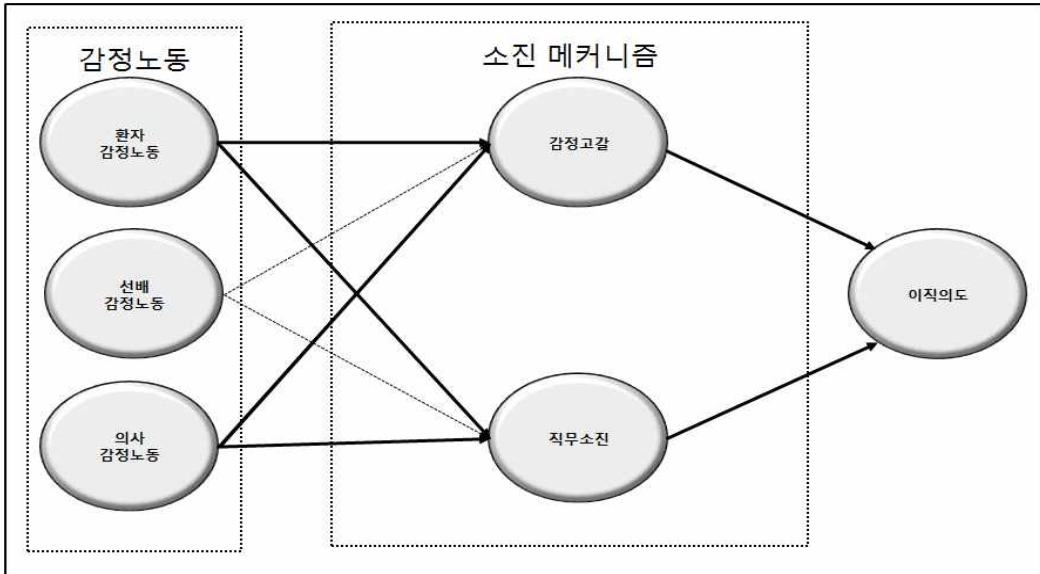 감정노동
소진 메커니즘
환자
감정노동
감정고갈
선배
감정노동
이직의도
의사
감정노동
직무소진